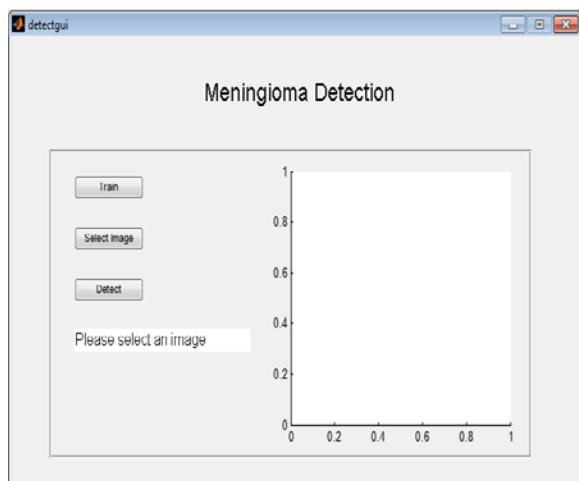 detectgui
Meningioma Detection
Train
Select Image
Detect
Please select an image
1
0.8
0.6
0.4
0.2
0
0 0.2 0.4 0.6 0.8 1